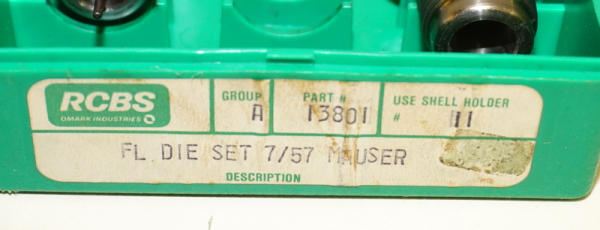 RCBS
OMARK INDUSTRIES
GROUP A
PART # 13801
USE SHELL HOLDER # 11
FL DIE SET 7/57 MAUSER
DESCRIPTION